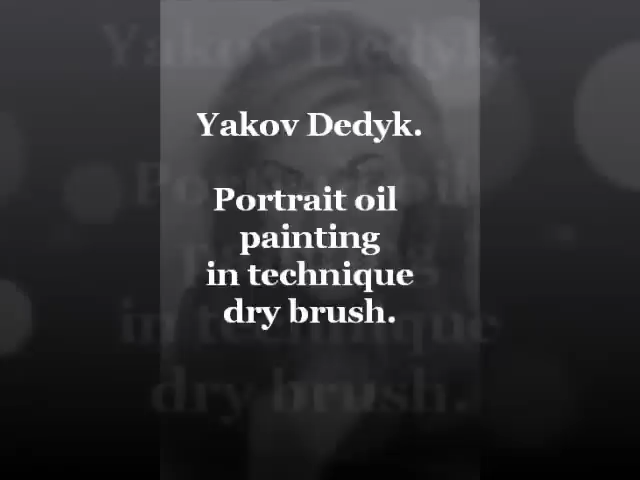 Yakov Dedyk.
Portrait oil
painting
in technique
dry brush.